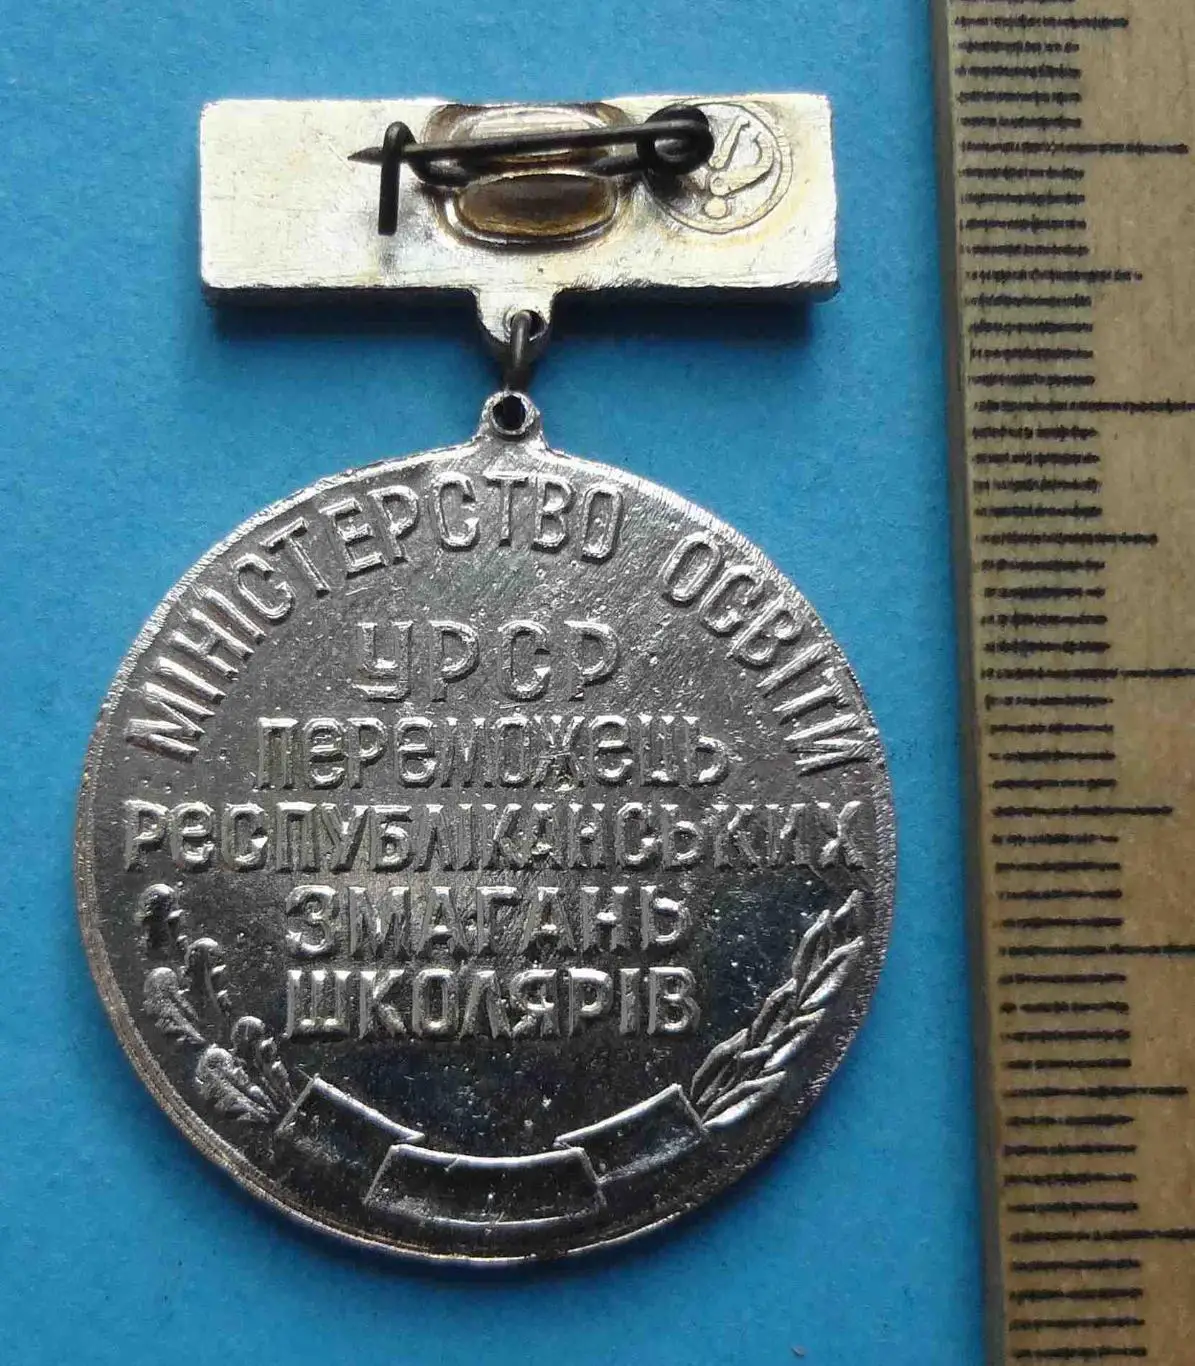 МІНІСТЕРСТВО ОСВІТИ
УРСР
ПЕРЕМОЖЕЦЬ
РЕСПУБЛІКАНСЬКИХ
ЗМАГАНЬ
ШКОЛЯРІВ